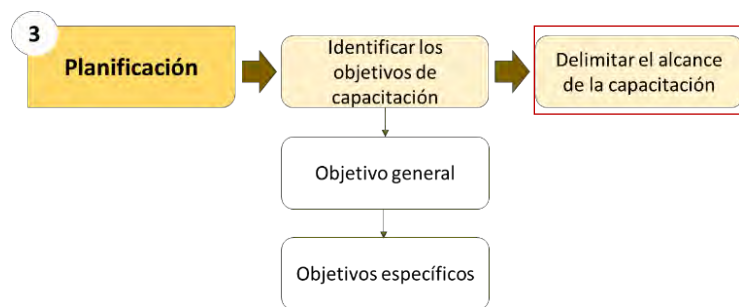 3
Planificación
Identificar los
objetivos de
capacitación
Delimitar el alcance
de la capacitación
Objetivo general
Objetivos específicos